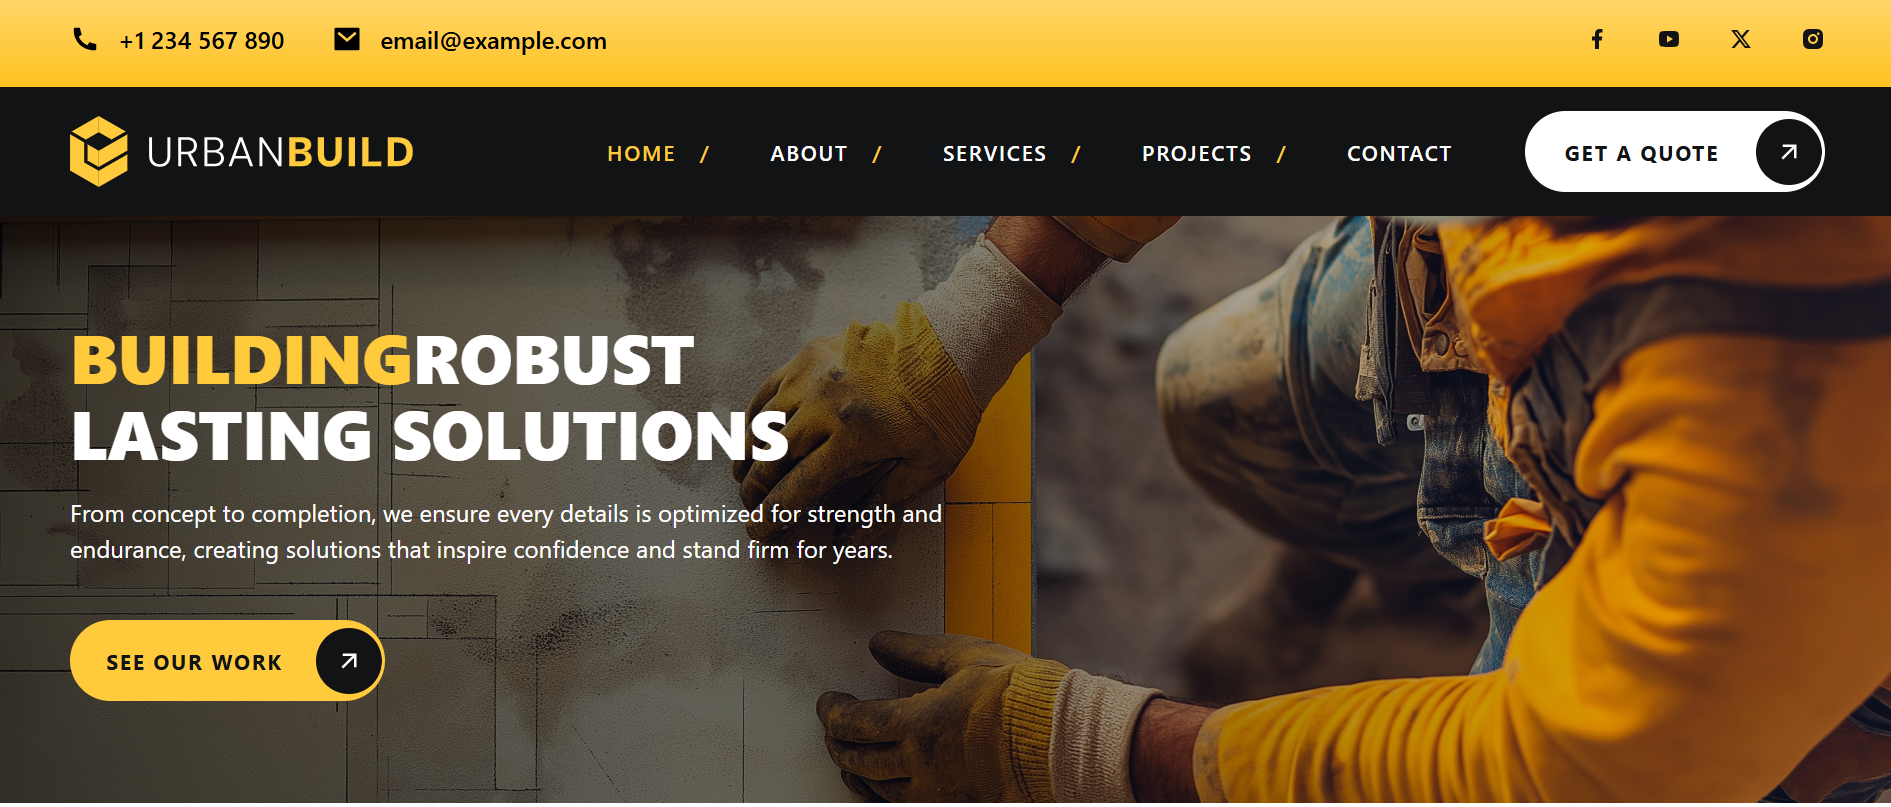 +1 234 567 890 email@example.com
URBANBUILD HOME / ABOUT / SERVICES / PROJECTS / CONTACT GET A QUOTE
BUILDINGROBUST
LASTING SOLUTIONS
From concept to completion, we ensure every details is optimized for strength and
endurance, creating solutions that inspire confidence and stand firm for years.
SEE OUR WORK